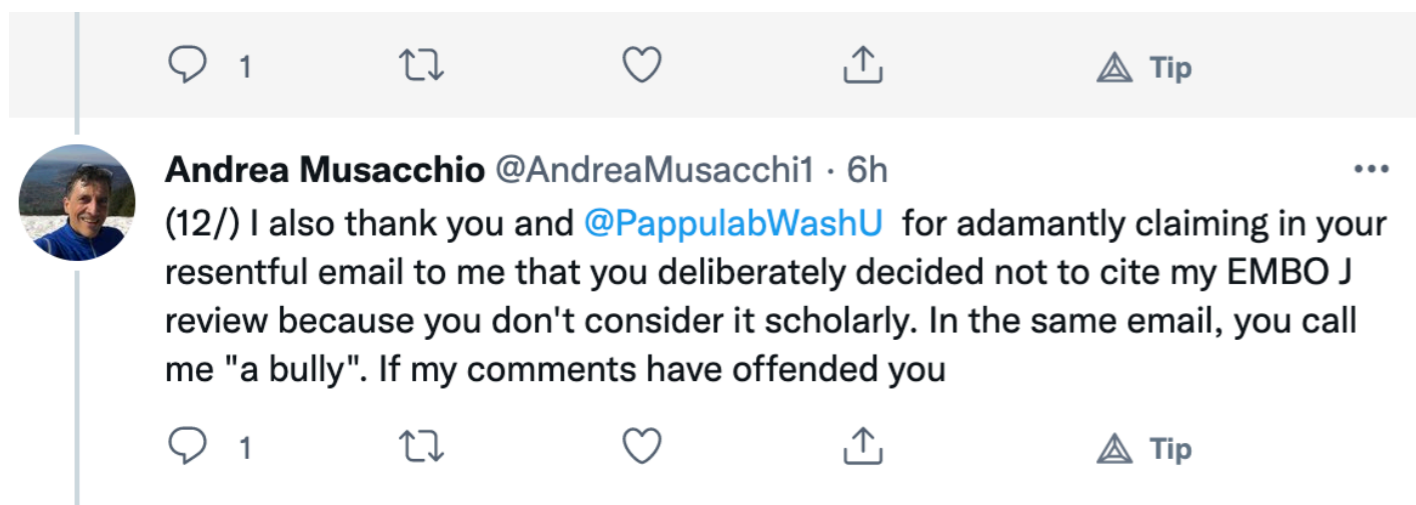 1 Tip
Andrea Musacchio @AndreaMusacchi1 · 6h
(12/) I also thank you and @PappulabWashU for adamantly claiming in your
resentful email to me that you deliberately decided not to cite my EMBO J
review because you don't consider it scholarly. In the same email, you call
me "a bully". If my comments have offended you
1 Tip